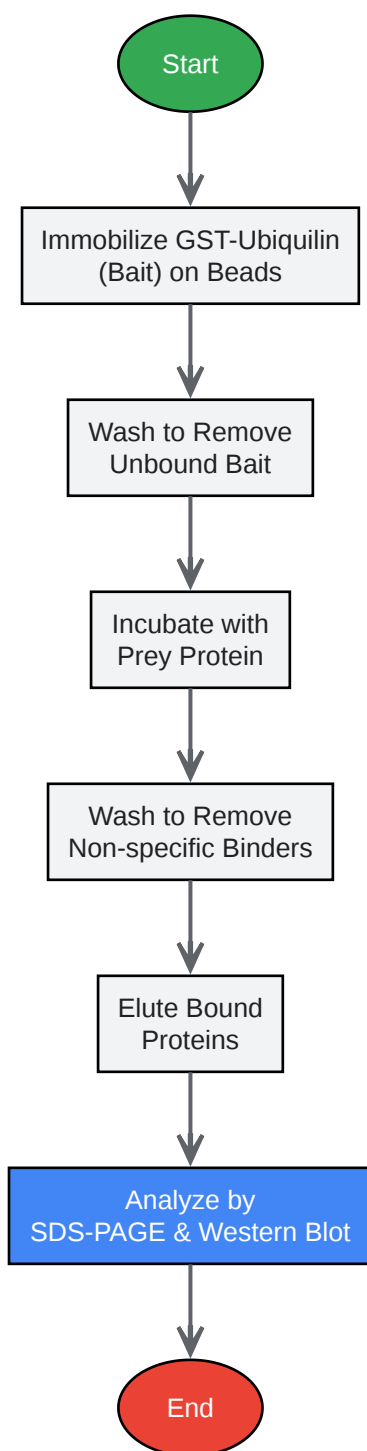 Start
Immobilize GST-Ubiquilin
(Bait) on Beads
Wash to Remove
Unbound Bait
Incubate with
Prey Protein
Wash to Remove
Non-specific Binders
Elute Bound
Proteins
Analyze by
SDS-PAGE & Western Blot
End